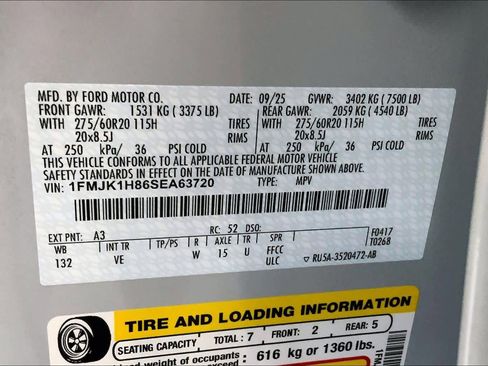 MFD. BY FORD MOTOR CO. DATE: 09/25 GVWR: 3402 KG ( 7500 LB)
FRONT GAWR: 1531 KG ( 3375 LB) REAR GAWR: 2059 KG ( 4540 LB)
WITH 275/60R20 115H TIRES WITH 275/60R20 115H TIRES
20x8.5J RIMS 20x8.5J
AT 250 kPa/ 36 PSI COLD AT 250 kPa/ 36 PSI COLD
THIS VEHICLE CONFORMS TO ALL APPLICABLE FEDERAL MOTOR VEHICLE
SAFETY STANDARDS IN EFFECT ON THE DATE OF MANUFACTURE SHOWN ABOVE.
VIN: 1FMJK1H86SEA63720 TYPE: MPV
EXT PNT: A3 RC: 52 DSO: F0417
WB INT TR TP/PS R AXLE TR SPR T0268
132 VE W 15 U FFCC
ULC RU5A-3520472-AB
TIRE AND LOADING INFORMATION
SEATING CAPACITY TOTAL: 7 FRONT: 2 REAR: 5
weight of occupants 616 kg or 1360 lbs.
1FM